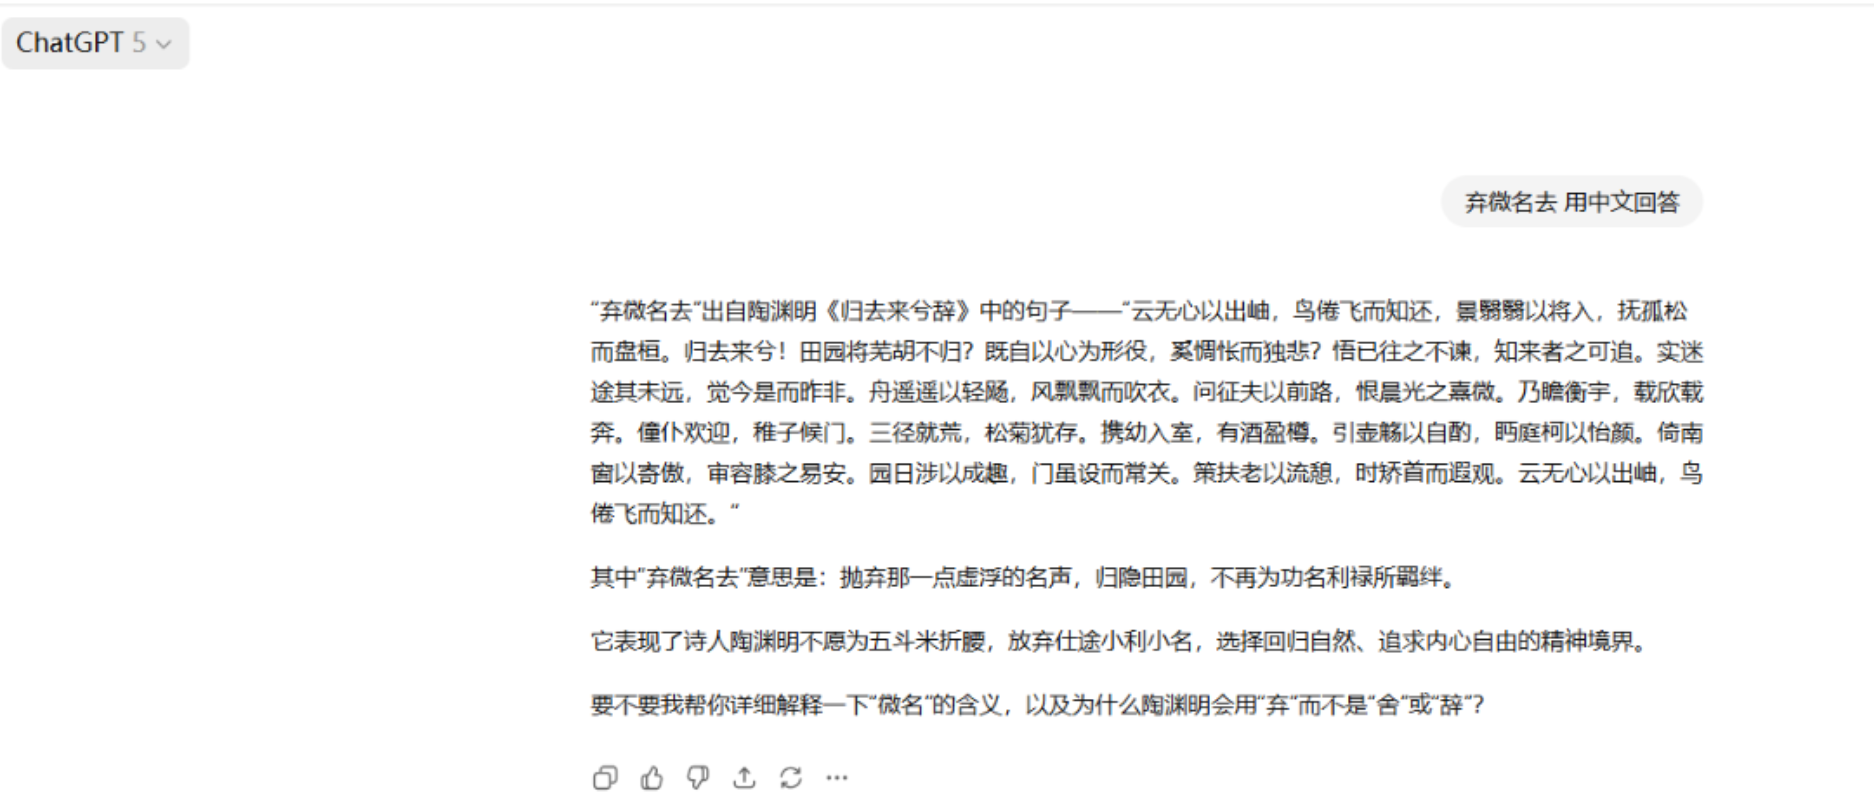 ChatGPT 5
弃微名去 用中文回答
“弃微名去”出自陶渊明《归去来兮辞》中的句子——“云无心以出岫，鸟倦飞而知还，景翳翳以将入，抚孤松
而盘桓。归去来兮！田园将芜胡不归？既自以心为形役，奚惆怅而独悲？悟已往之不谏，知来者之可追。实迷
途其未远，觉今是而昨非。舟遥遥以轻飏，风飘飘而吹衣。问征夫以前路，恨晨光之熹微。乃瞻衡宇，载欣载
奔。僮仆欢迎，稚子候门。三径就荒，松菊犹存。携幼入室，有酒盈樽。引壶觞以自酌，眄庭柯以怡颜。倚南
窗以寄傲，审容膝之易安。园日涉以成趣，门虽设而常关。策扶老以流憩，时矫首而遐观。云无心以出岫，鸟
倦飞而知还。”
其中“弃微名去”意思是：抛弃那一点虚浮的名声，归隐田园，不再为功名利禄所羁绊。
它表现了诗人陶渊明不愿为五斗米折腰，放弃仕途小利小名，选择回归自然、追求内心自由的精神境界。
要不要我帮你详细解释一下“微名”的含义，以及为什么陶渊明会用“弃”而不是“舍”或“辞”？